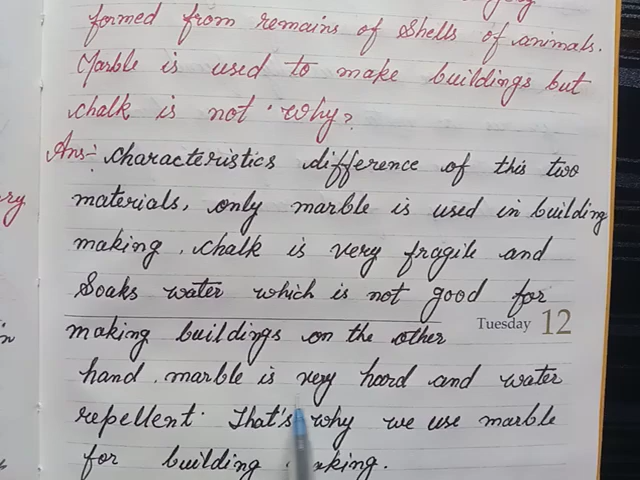 formed from remains of Shells of animals.
Marble is used to make buildings but
chalk is not. Why?
Ans:- characteristics difference of this two
materials, only marble is used in building
making. chalk is very fragile and
Soaks water which is not good for
Tuesday 12
making buildings on the other
hand. marble is very hard and water
repellent. That's why we use marble
for building